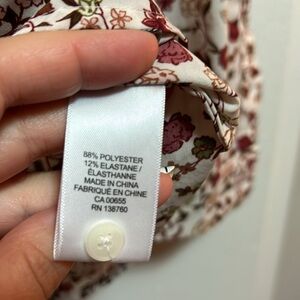 88% POLYESTER
12% ELASTANE /
ÉLASTHANNE
MADE IN CHINA
FABRIQUÉ EN CHINE
CA 00655
RN 138760